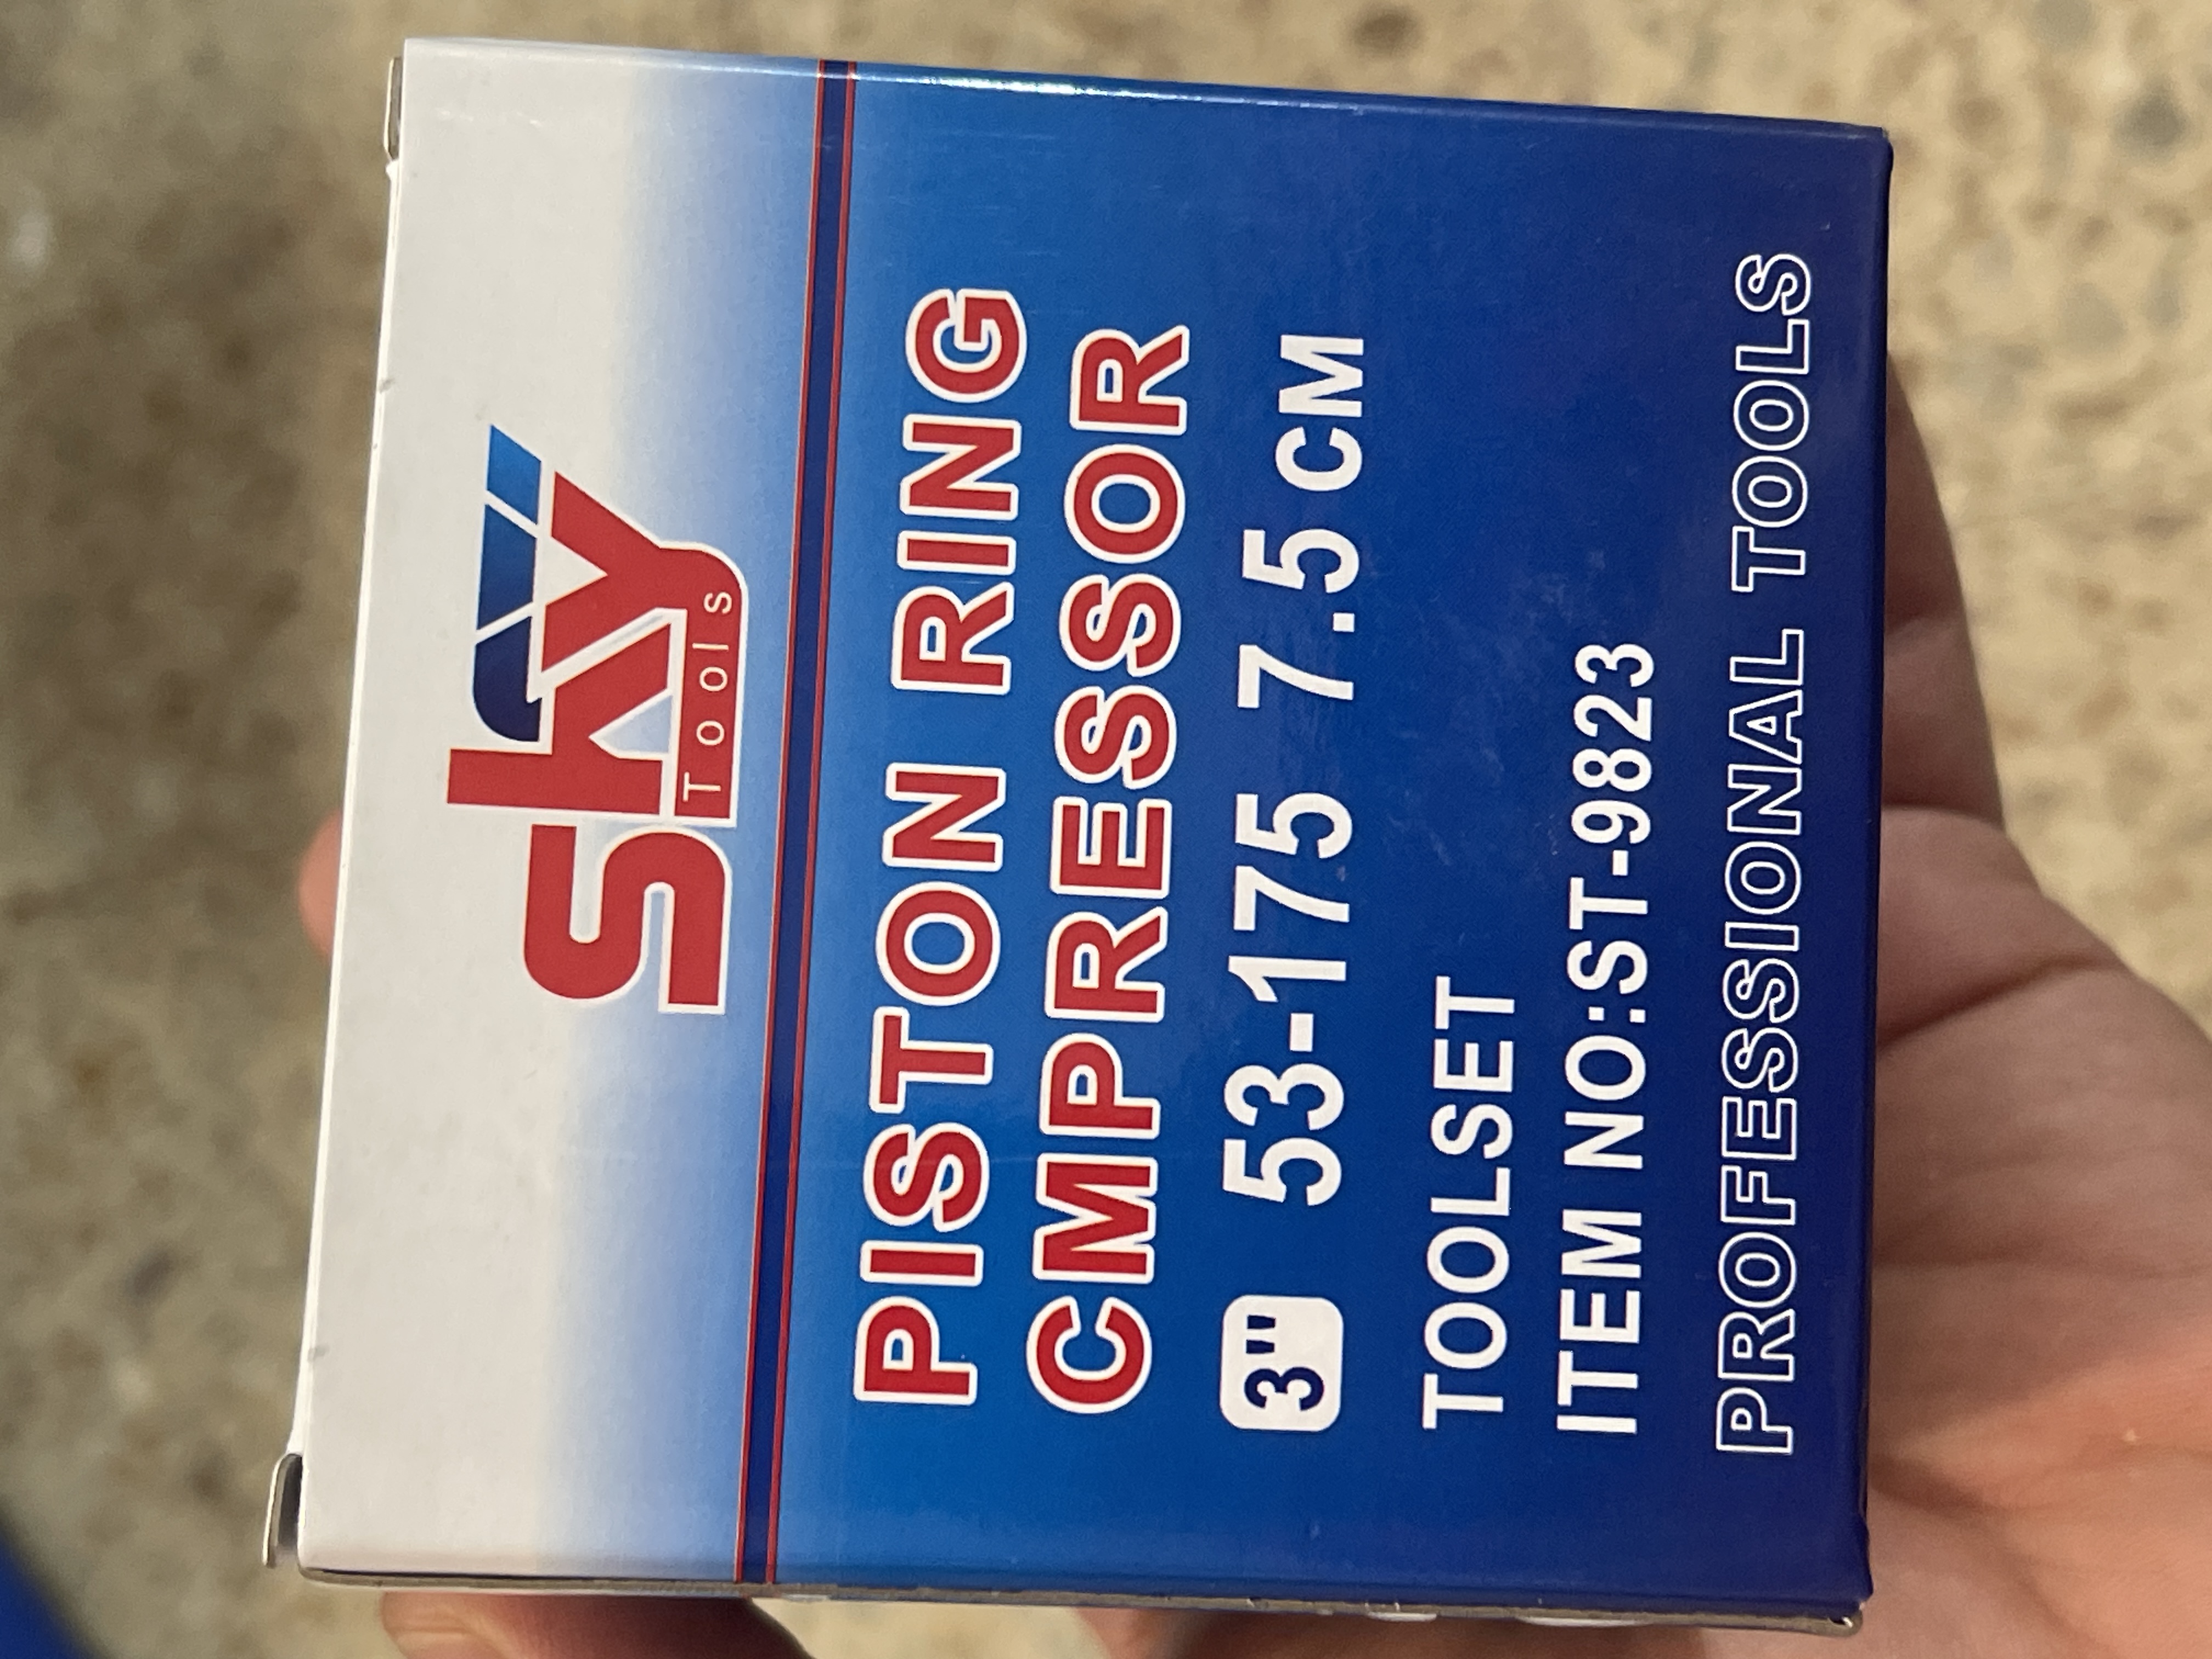 sky
Tools
PISTON RING
CMPRESSOR
3" 53-175 7.5 CM
TOOLSET
ITEM NO:ST-9823
PROFESSIONAL TOOLS